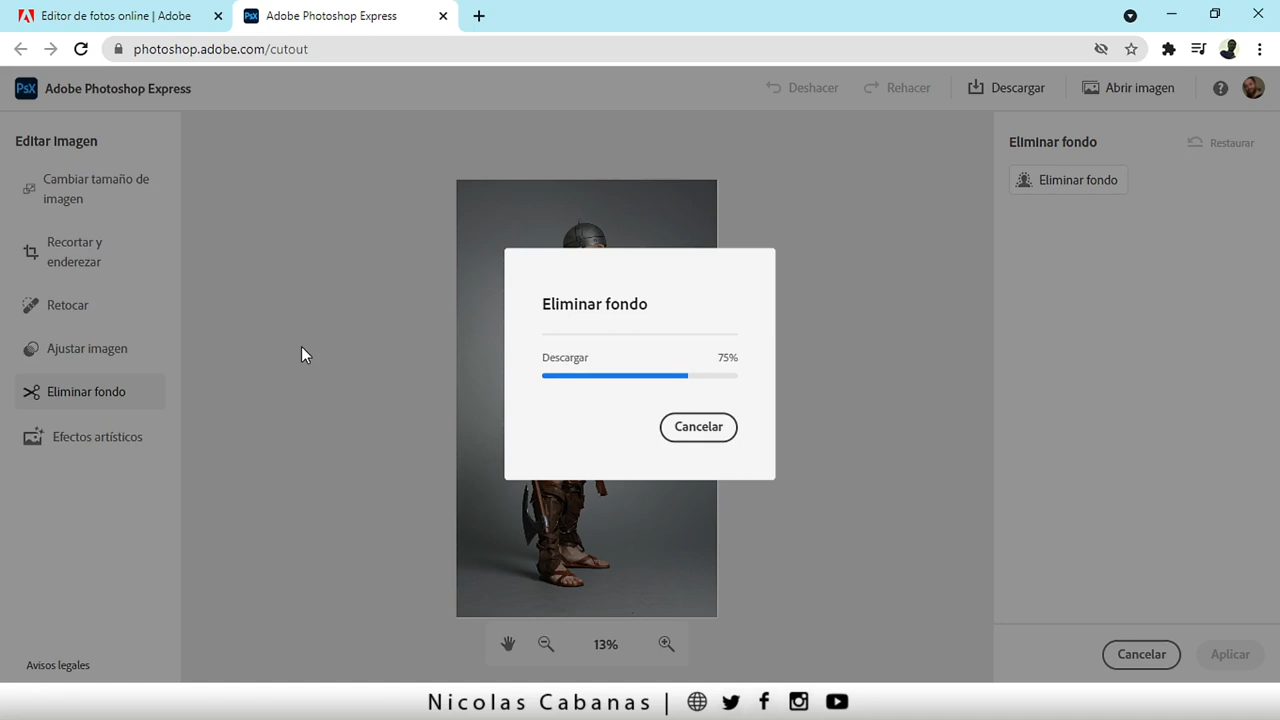 Editor de fotos online | Adobe
PsX
Adobe Photoshop Express
photoshop.adobe.com/cutout
PsX
Adobe Photoshop Express
Deshacer
Rehacer
Descargar
Abrir imagen
Editar imagen
Cambiar tamaño de
imagen
Recortar y
enderezar
Retocar
Ajustar imagen
Eliminar fondo
Efectos artísticos
Avisos legales
Eliminar fondo
Descargar 75%
Cancelar
13%
Eliminar fondo
Restaurar
Eliminar fondo
Cancelar
Aplicar
Nicolas Cabanas |